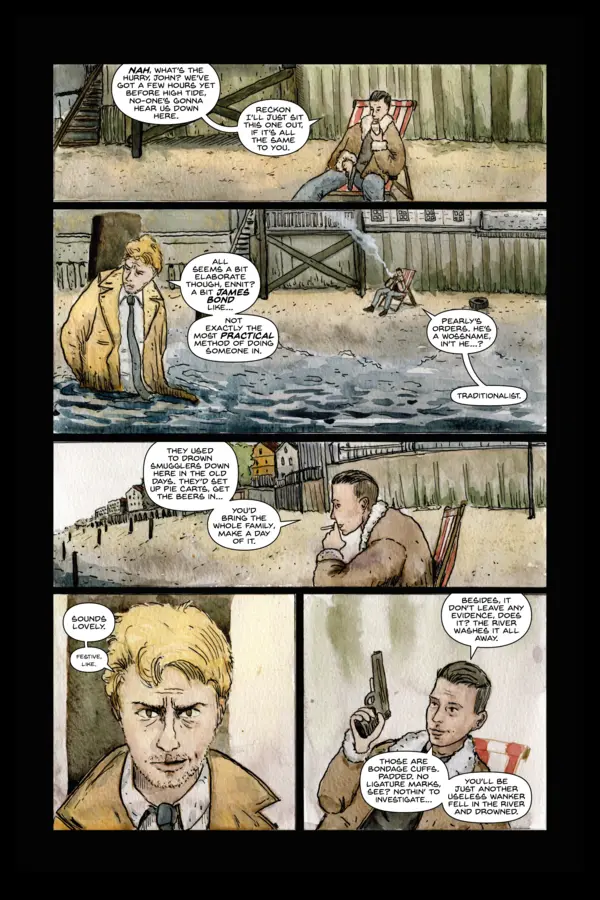 NAH, WHAT'S THE
HURRY, JOHN? WE'VE
GOT A FEW HOURS YET
BEFORE HIGH TIDE,
NO-ONE'S GONNA
HEAR US DOWN
HERE.
RECKON
I'LL JUST SIT
THIS ONE OUT,
IF IT'S ALL
THE SAME
TO YOU.
ALL
SEEMS A BIT
ELABORATE
THOUGH, ENNIT?
A BIT JAMES
BOND
LIKE...
NOT
EXACTLY THE
MOST PRACTICAL
METHOD OF DOING
SOMEONE IN.
PEARLY'S
ORDERS. HE'S
A WOSSNAME,
IN'T HE...?
TRADITIONALIST.
THEY USED
TO DROWN
SMUGGLERS DOWN
HERE IN THE OLD
DAYS. THEY'D SET
UP PIE CARTS, GET
THE BEERS IN...
YOU'D
BRING THE
WHOLE FAMILY,
MAKE A DAY
OF IT.
SOUNDS
LOVELY.
FESTIVE,
LIKE.
BESIDES, IT
DON'T LEAVE ANY
EVIDENCE, DOES
IT? THE RIVER
WASHES IT ALL
AWAY.
THOSE ARE
BONDAGE CUFFS.
PADDED. NO
LIGATURE MARKS,
SEE? NOTHIN' TO
INVESTIGATE...
YOU'LL BE
JUST ANOTHER
USELESS WANKER
FELL IN THE RIVER
AND DROWNED.